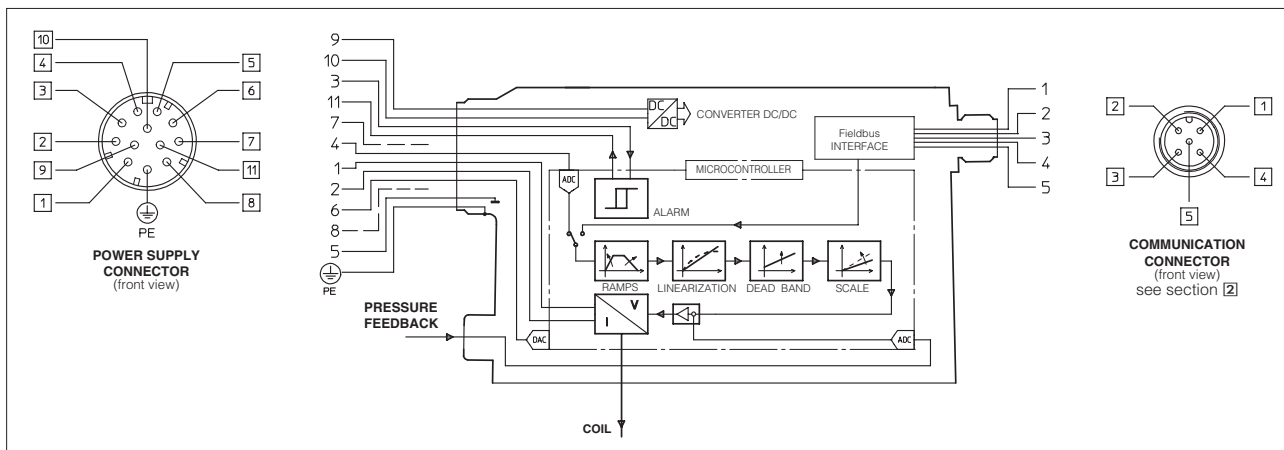 10
4
5
3
6
2
7
9
11
1
8
PE
POWER SUPPLY
CONNECTOR
(front view)
9
10
3
11
7
4
1
2
6
8
5
PE
PRESSURE
FEEDBACK
DC
DC
CONVERTER DC/DC
Fieldbus
INTERFACE
MICROCONTROLLER
ADC
ALARM
RAMPS
LINEARIZATION
DEAD BAND
SCALE
V
I
DAC
ADC
COIL
1
2
3
4
5
2
1
3
4
5
COMMUNICATION
CONNECTOR
(front view)
see section 2